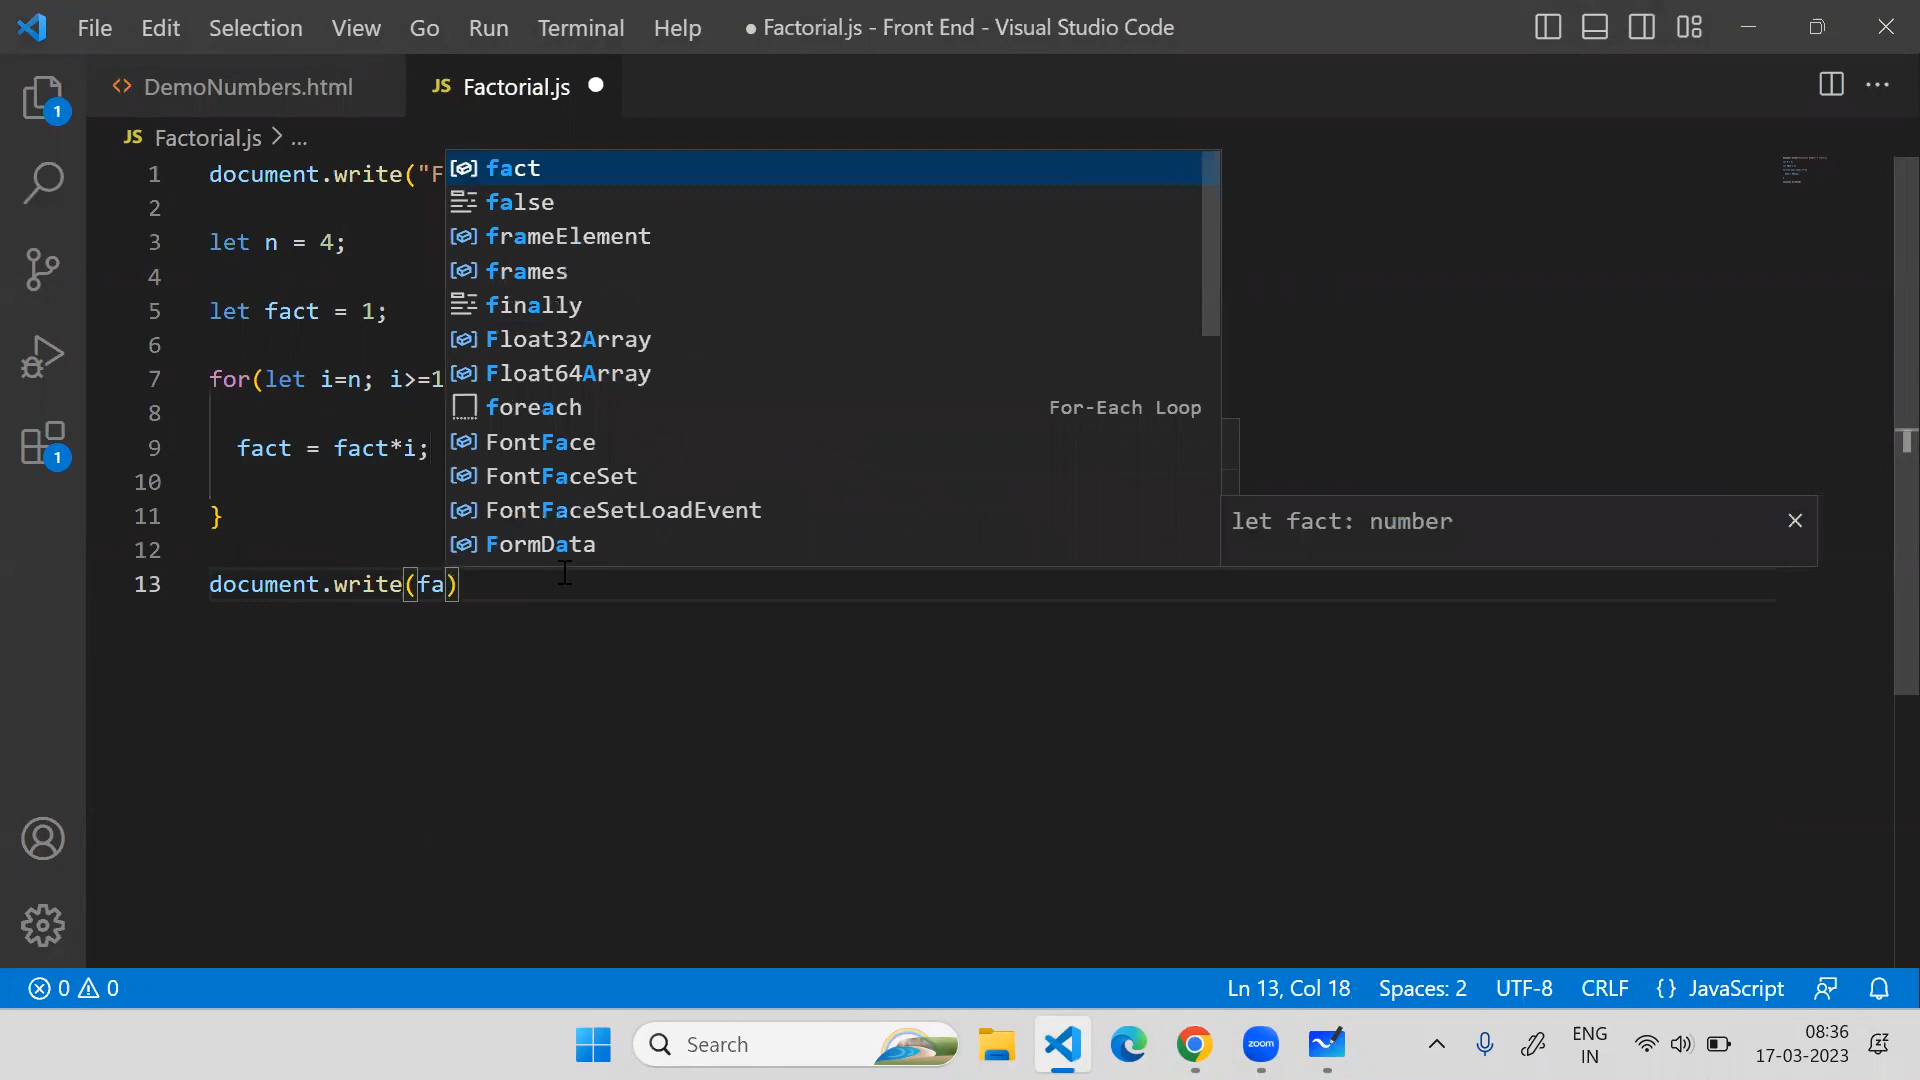 File Edit Selection View Go Run Terminal Help ● Factorial.js - Front End - Visual Studio Code
1 <> DemoNumbers.html JS Factorial.js ●
JS Factorial.js > ...
1 document.write("F
2
3 let n = 4;
4
5 let fact = 1;
6
7 for(let i=n; i>=1
8
9 fact = fact*i;
10
11 }
12
13 document.write(fa)
fact
false
frameElement
frames
finally
Float32Array
Float64Array
foreach For-Each Loop
FontFace
FontFaceSet
FontFaceSetLoadEvent
FormData
let fact: number
1
0 0 Ln 13, Col 18 Spaces: 2 UTF-8 CRLF {} JavaScript
Search zoom ENG IN 08:36
17-03-2023